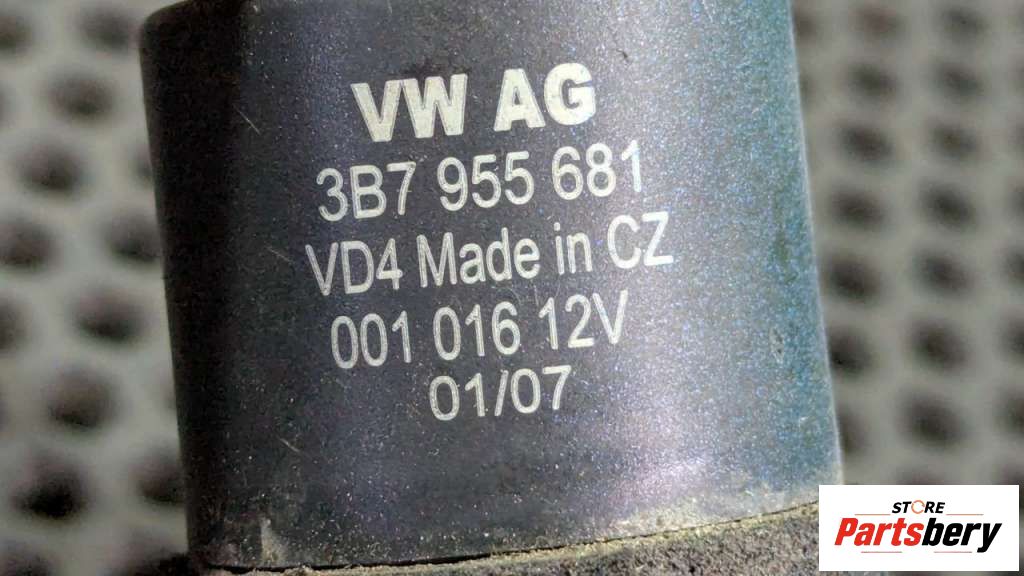 VW AG
3B7 955 681
VD4 Made in CZ
001 016 12V
01/07
STORE
Partsbery